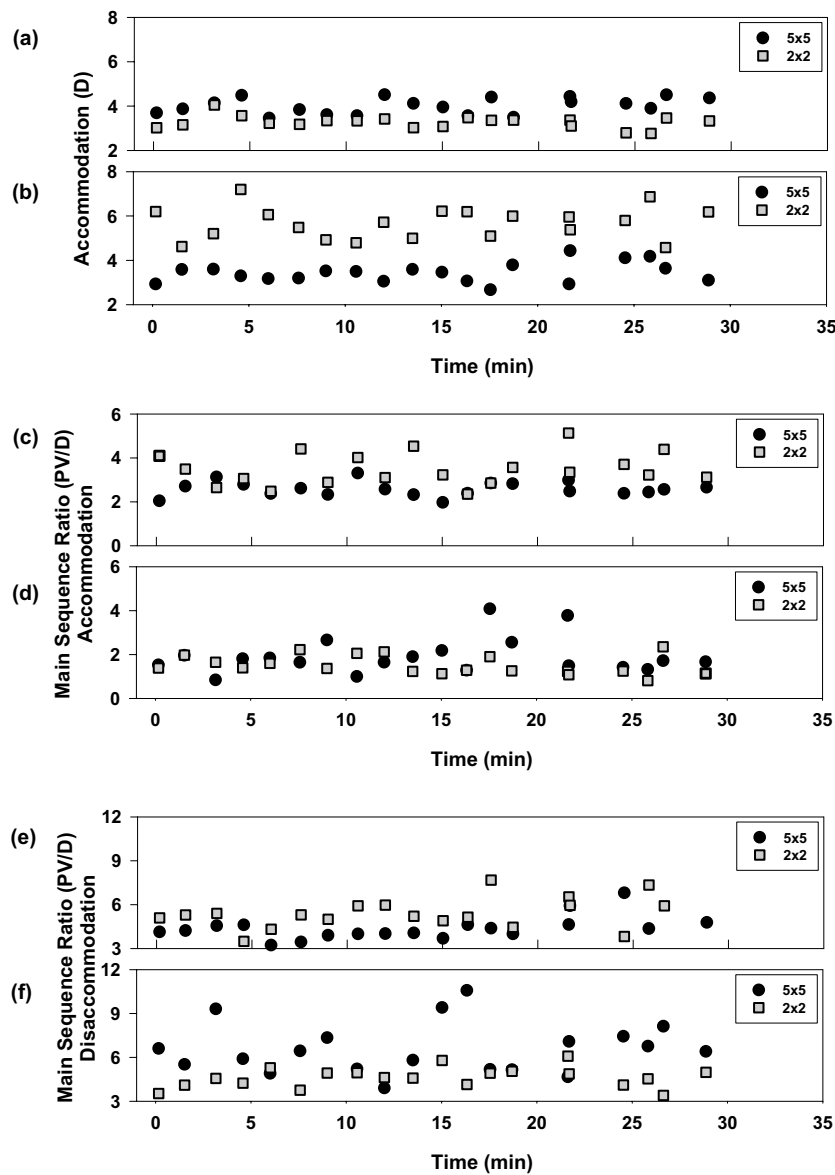 (a)
8
6
4
2
5x5
2x2
Accommodation (D)
(b)
8
6
4
2
5x5
2x2
0 5 10 15 20 25 30 35
Time (min)
(c)
6
4
2
0
5x5
2x2
Main Sequence Ratio (PV/D)
Accommodation
(d)
6
4
2
0
5x5
2x2
0 5 10 15 20 25 30 35
Time (min)
(e)
12
9
6
3
5x5
2x2
Main Sequence Ratio (PV/D)
Disaccommodation
(f)
12
9
6
3
5x5
2x2
0 5 10 15 20 25 30 35
Time (min)